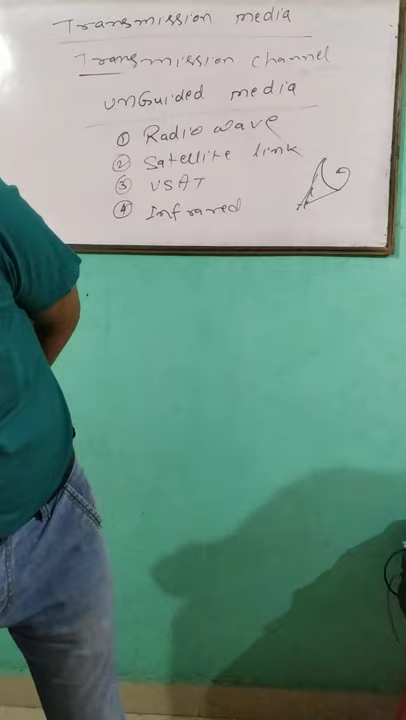 Transmission media
Transmission channel
unGuided media
① Radio wave
② Satellite link
③ VSAT
④ Infrared